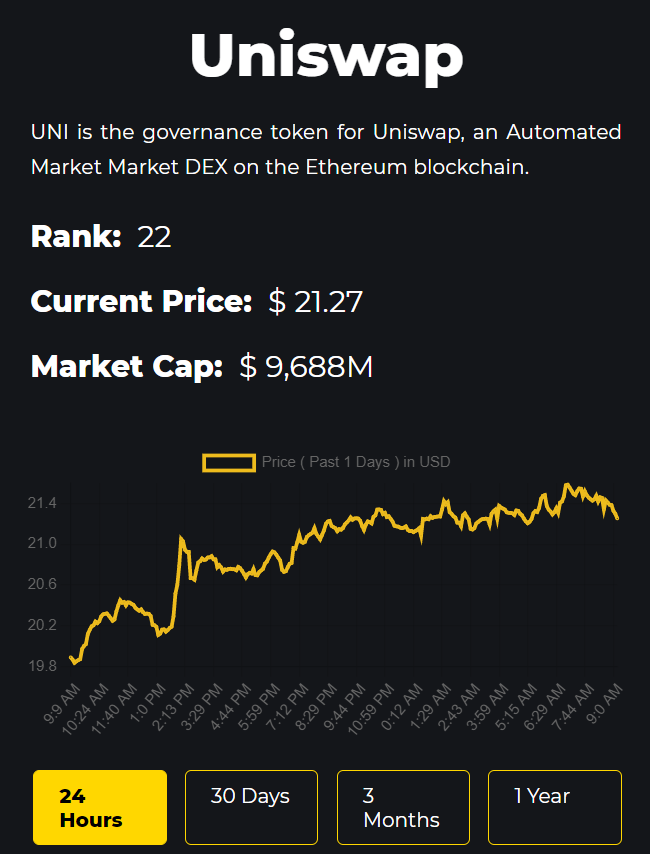 Uniswap
UNI is the governance token for Uniswap, an Automated
Market Market DEX on the Ethereum blockchain.
Rank: 22
Current Price: $ 21.27
Market Cap: $ 9,688M
Price ( Past 1 Days ) in USD
21.4
21.0
20.6
20.2
19.8
9:9 AM
10:24 AM
11:40 AM
1:0 PM
2:13 PM
3:29 PM
4:44 PM
5:59 PM
7:12 PM
8:29 PM
9:44 PM
10:59 PM
0:12 AM
1:29 AM
2:43 AM
3:59 AM
5:15 AM
6:29 AM
7:44 AM
9:0 AM
24
Hours
30 Days
3
Months
1 Year